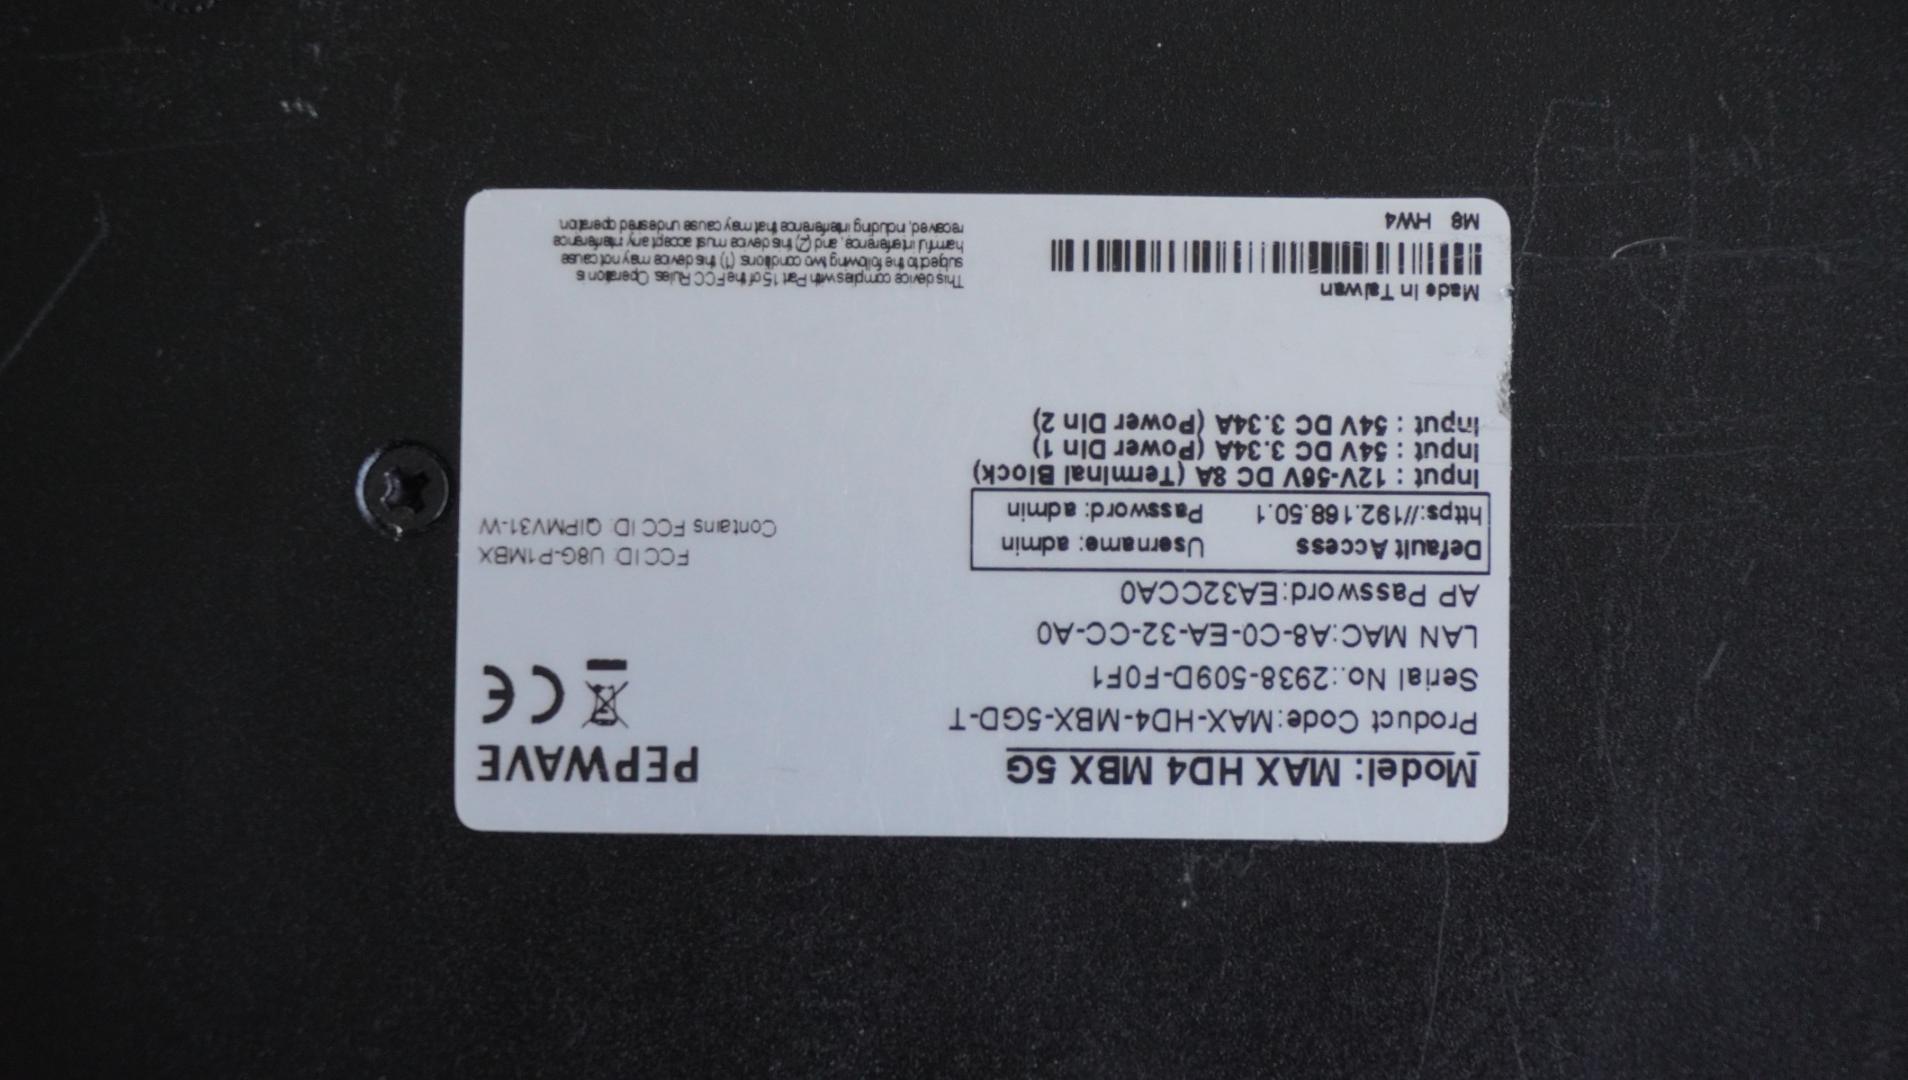 Model: MAX HD4 MBX 5G
Product Code:MAX-HD4-MBX-5GD-T
Serial No.:2938-509D-F0F1
LAN MAC:A8-C0-EA-32-CC-A0
AP Password:EA32CCA0
Default Access Username: admin
https://192.168.50.1 Password: admin
Input : 12V-56V DC 8A (Terminal Block)
Input : 54V DC 3.34A (Power Din 1)
Input : 54V DC 3.34A (Power Din 2)
Made In Taiwan
M8 HW4
PEPWAVE
CE
FCC ID: U8G-P1MBX
Contains FCC ID: QIPMV31-W
This device complies with Part 15 of the FCC Rules. Operation is
subject to the following two conditions: (1) this device may not cause
harmful interference, and (2) this device must accept any interference
received, including interference that may cause undesired operation.